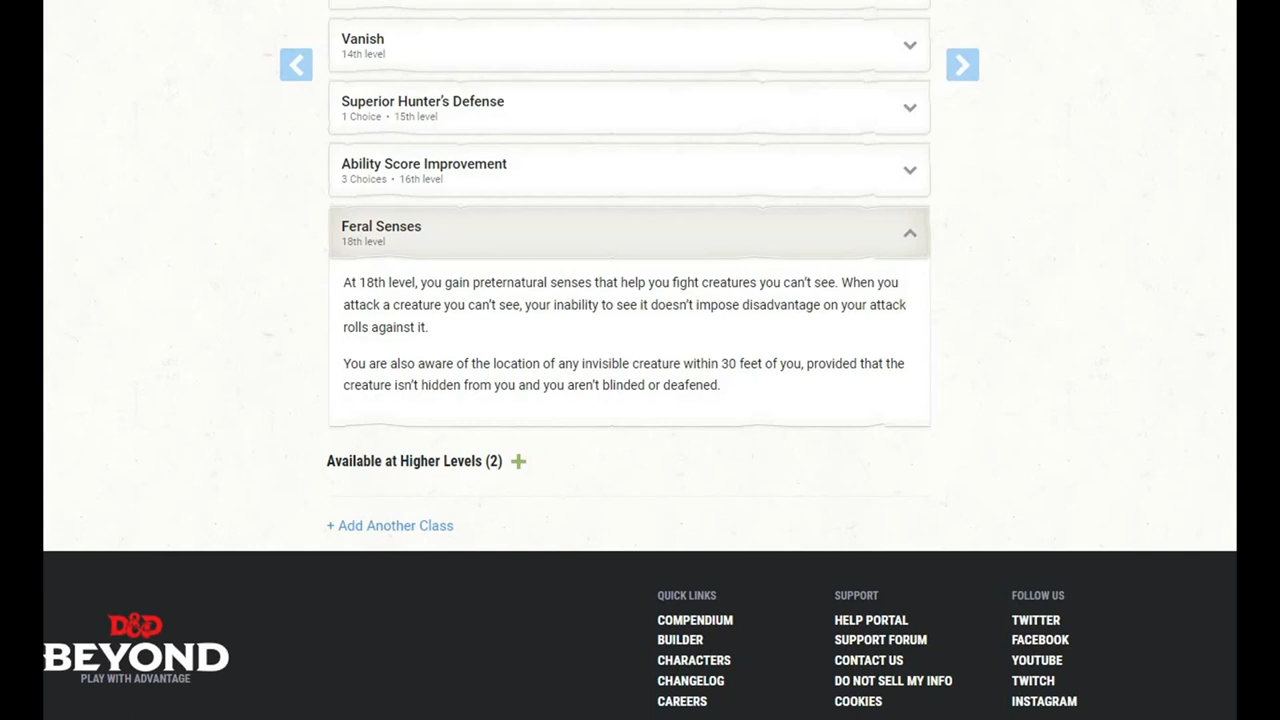 Vanish
14th level
Superior Hunter's Defense
1 Choice • 15th level
Ability Score Improvement
3 Choices • 16th level
Feral Senses
18th level
At 18th level, you gain preternatural senses that help you fight creatures you can't see. When you
attack a creature you can't see, your inability to see it doesn't impose disadvantage on your attack
rolls against it.
You are also aware of the location of any invisible creature within 30 feet of you, provided that the
creature isn't hidden from you and you aren't blinded or deafened.
Available at Higher Levels (2)
+ Add Another Class
D&D
BEYOND
PLAY WITH ADVANTAGE
QUICK LINKS
COMPENDIUM
BUILDER
CHARACTERS
CHANGELOG
CAREERS
SUPPORT
HELP PORTAL
SUPPORT FORUM
CONTACT US
DO NOT SELL MY INFO
COOKIES
FOLLOW US
TWITTER
FACEBOOK
YOUTUBE
TWITCH
INSTAGRAM